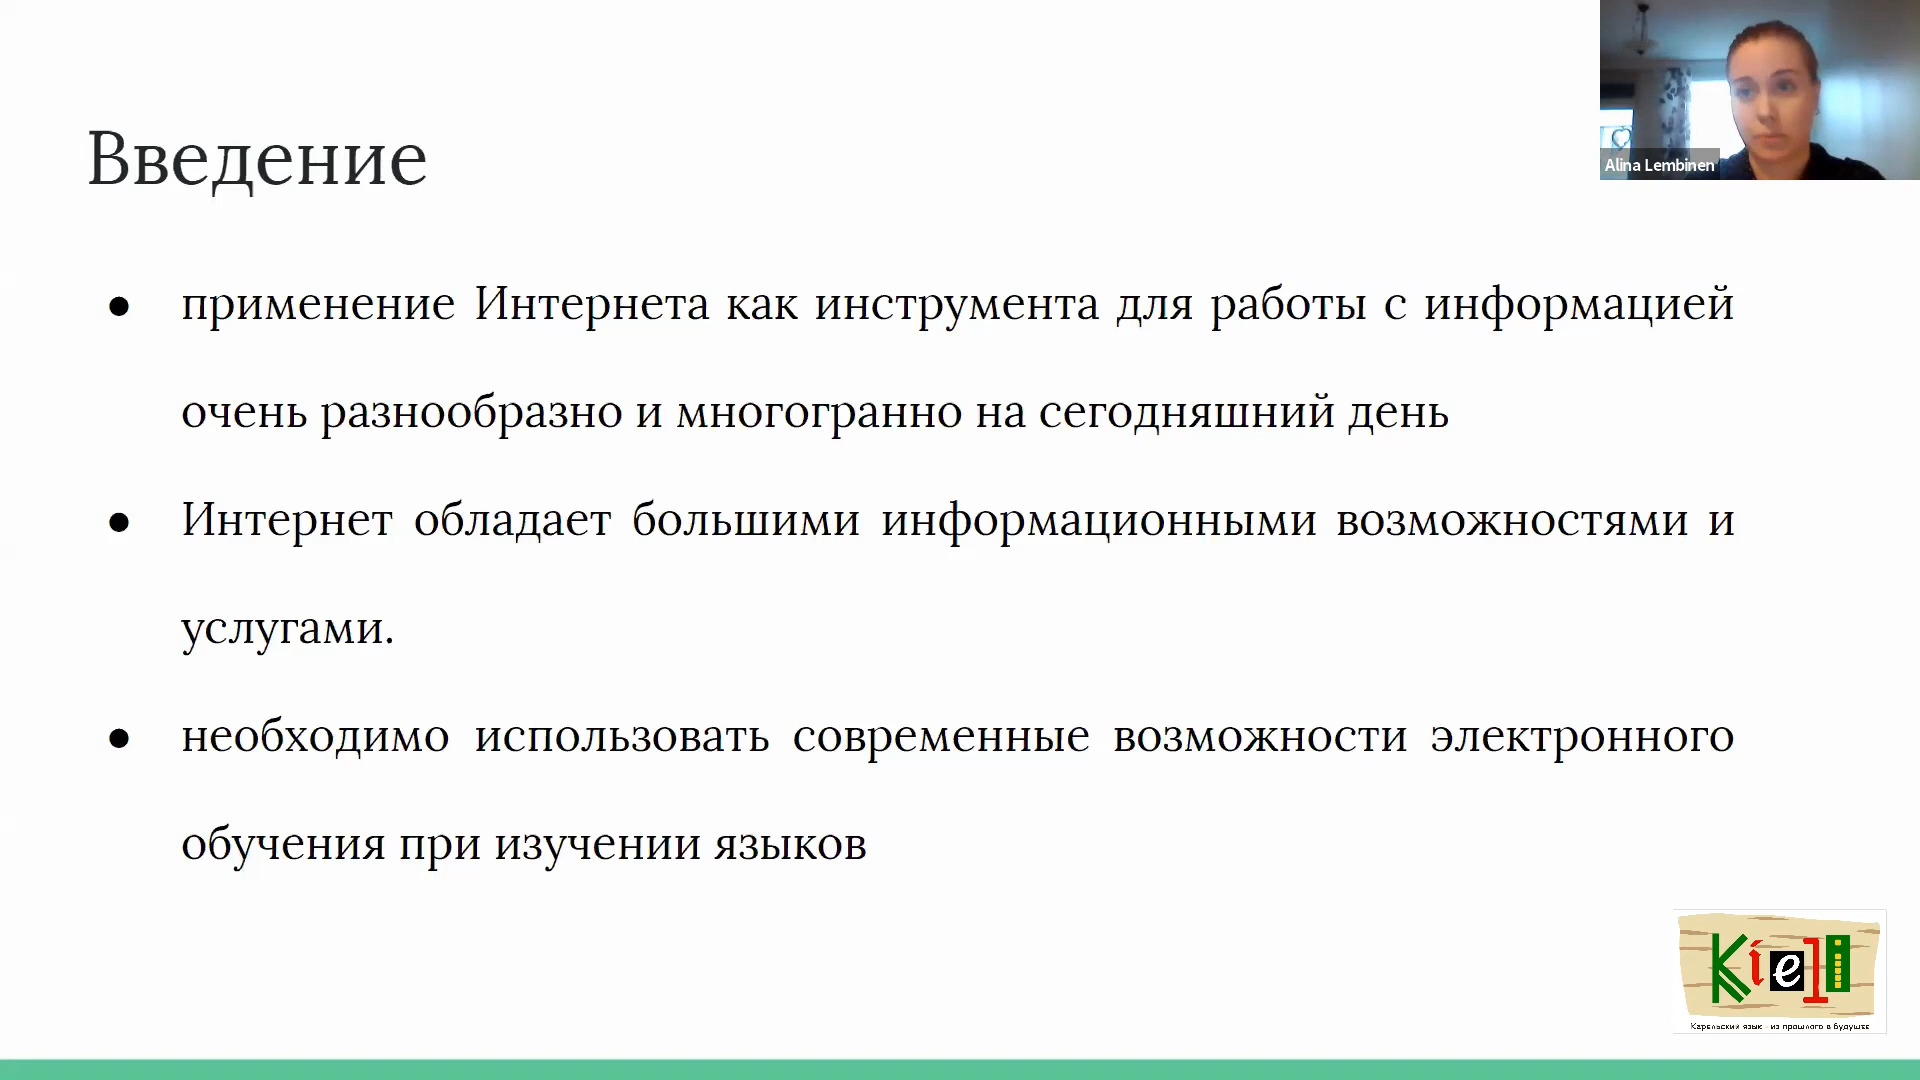 Введение
Alina Lembinen
● применение Интернета как инструмента для работы с информацией
очень разнообразно и многогранно на сегодняшний день
● Интернет обладает большими информационными возможностями и
услугами.
● необходимо использовать современные возможности электронного
обучения при изучении языков
Kieli
Карельский язык - из прошлого в будущее